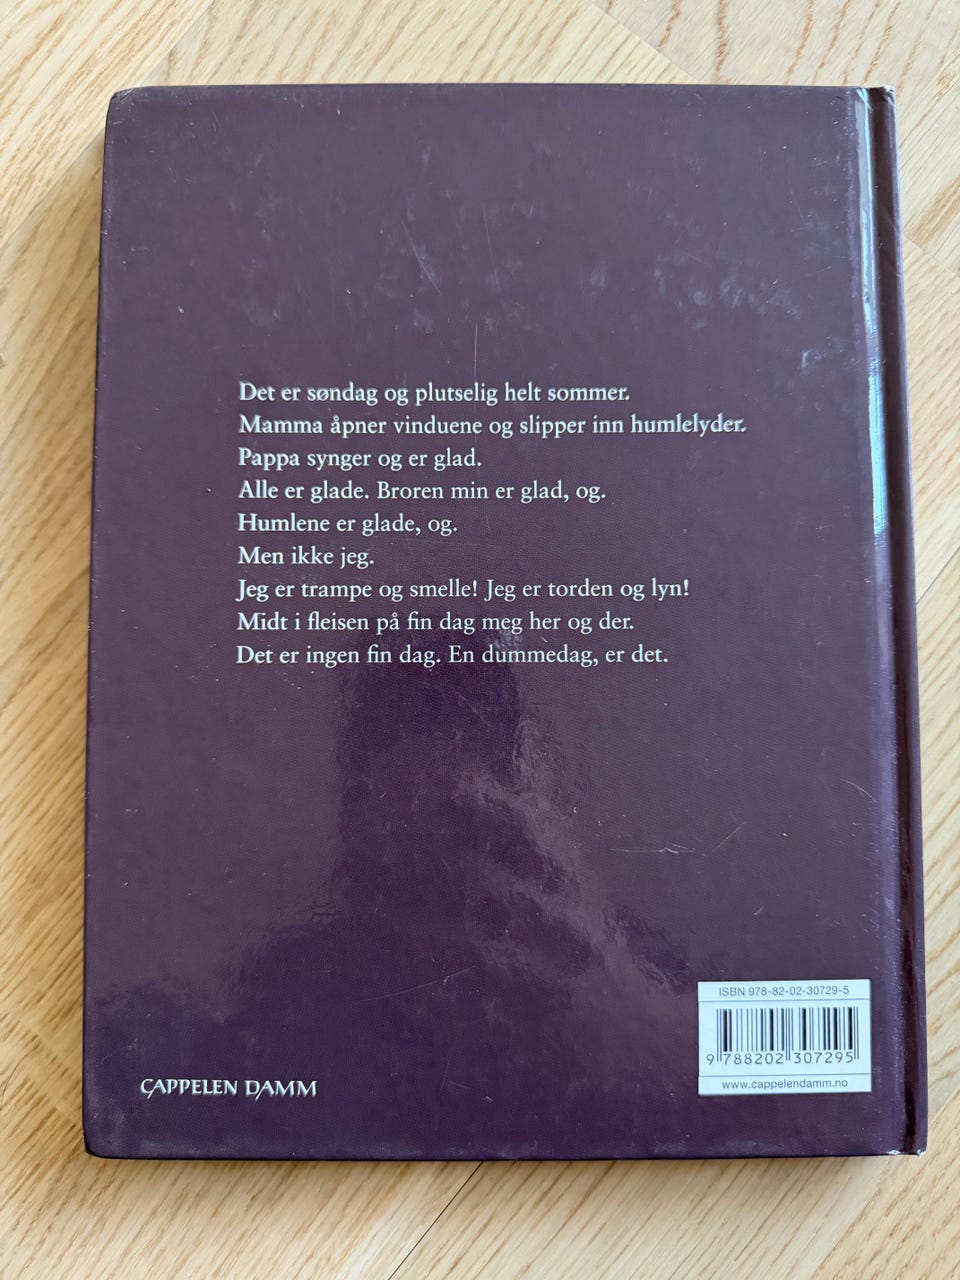 Det er søndag og plutselig helt sommer.
Mamma åpner vinduene og slipper inn humlelyder.
Pappa synger og er glad.
Alle er glade. Broren min er glad, og.
Humlene er glade, og.
Men ikke jeg.
Jeg er trampe og smelle! Jeg er torden og lyn!
Midt i fleisen på fin dag meg her og der.
Det er ingen fin dag. En dummedag, er det.
ISBN 978-82-02-30729-5
9 788202 307295
www.cappelendamm.no
CAPPELEN DAMM